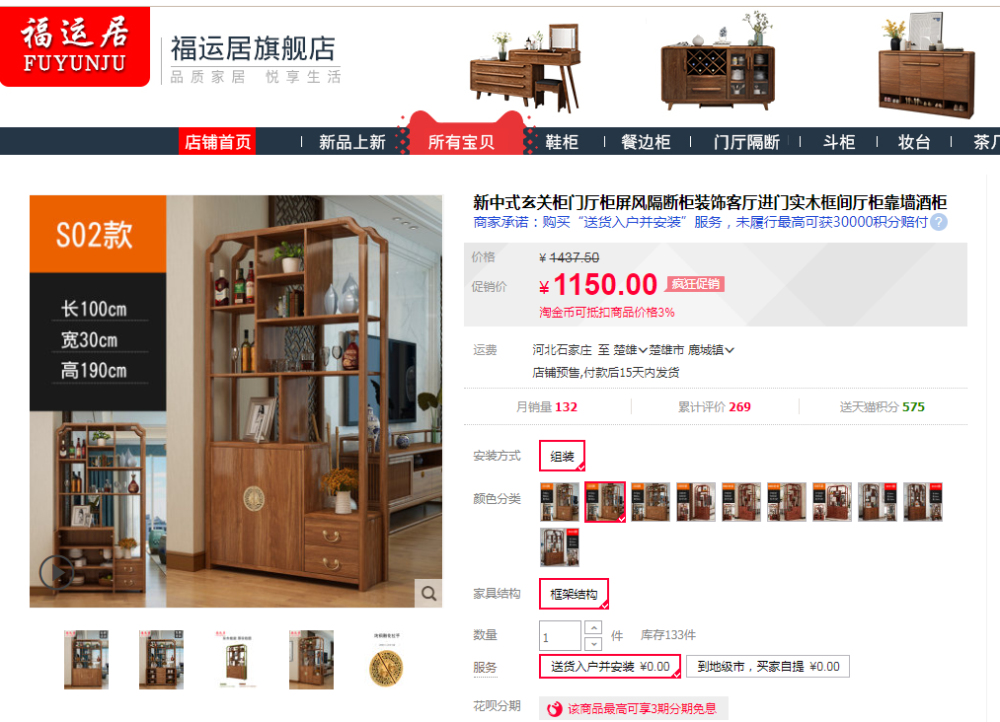 福运居
FUYUNJU
福运居旗舰店
品质家居 悦享生活
店铺首页 新品上新 所有宝贝 鞋柜 餐边柜 门厅隔断 斗柜 妆台 茶几
新中式玄关柜门厅柜屏风隔断柜装饰客厅进门实木框间厅柜靠墙酒柜
商家承诺：购买“送货入户并安装”服务，未履行最高可获30000积分赔付 ?
S02款
长100cm
宽30cm
高190cm
价格 ¥ 1437.50
促销价 ¥ 1150.00 疯狂促销
淘金币可抵扣商品价格3%
运费 河北石家庄 至 楚雄 楚雄市 鹿城镇
店铺预售,付款后15天内发货
月销量 132 累计评价 269 送天猫积分 575
安装方式 组装
颜色分类
家具结构 框架结构
数量 1 件 库存133件
服务 送货入户并安装 ¥0.00 到地级市，买家自提 ¥0.00
花呗分期 该商品最高可享3期分期免息